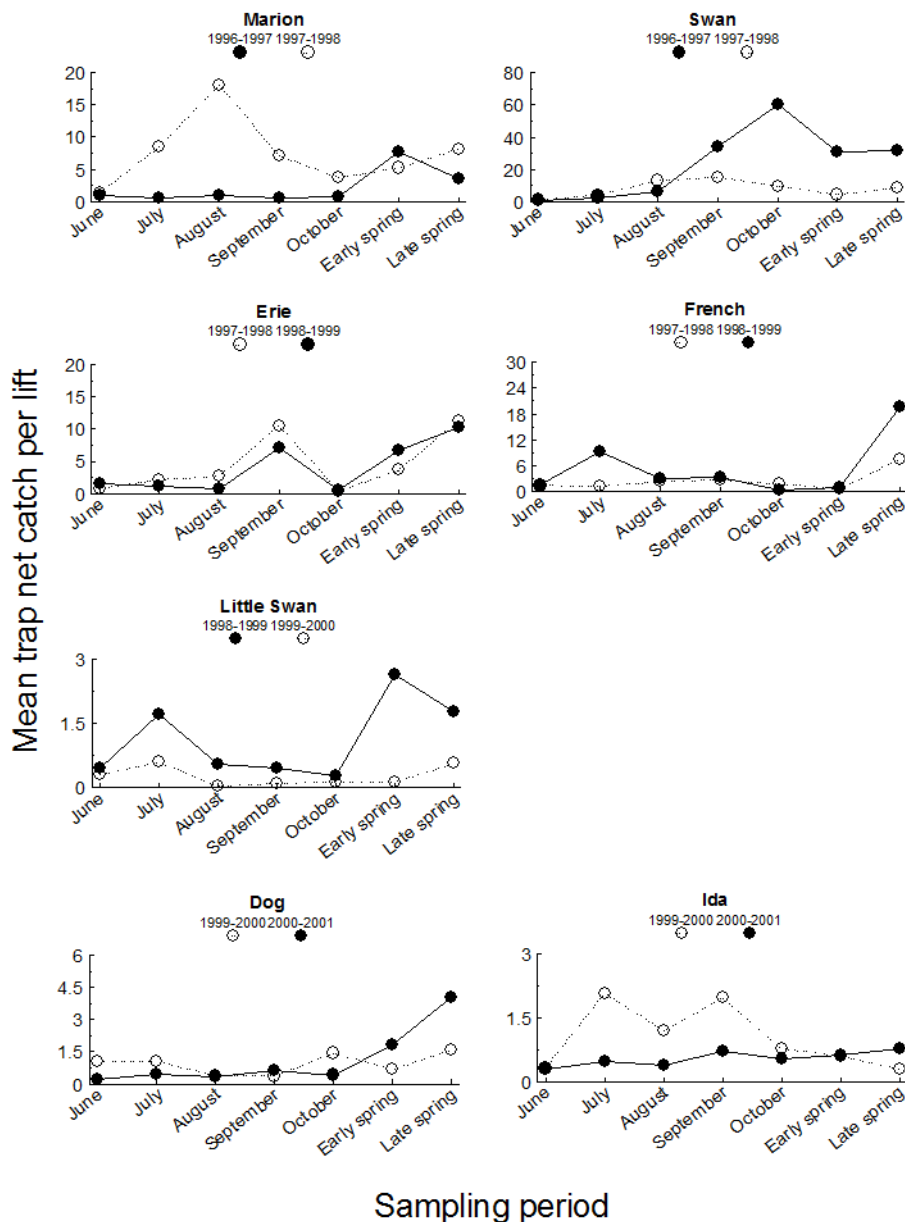 Marion
1996-1997 1997-1998
20
15
10
5
0
June
July
August
September
October
Early spring
Late spring
Swan
1996-1997 1997-1998
80
60
40
20
0
June
July
August
September
October
Early spring
Late spring
Erie
1997-1998 1998-1999
20
15
10
5
0
June
July
August
September
October
Early spring
Late spring
French
1997-1998 1998-1999
30
24
18
12
6
0
June
July
August
September
October
Early spring
Late spring
Mean trap net catch per lift
Little Swan
1998-1999 1999-2000
3
1.5
0
June
July
August
September
October
Early spring
Late spring
Dog
1999-2000 2000-2001
6
4.5
3
1.5
0
June
July
August
September
October
Early spring
Late spring
Ida
1999-2000 2000-2001
3
1.5
0
June
July
August
September
October
Early spring
Late spring
Sampling period